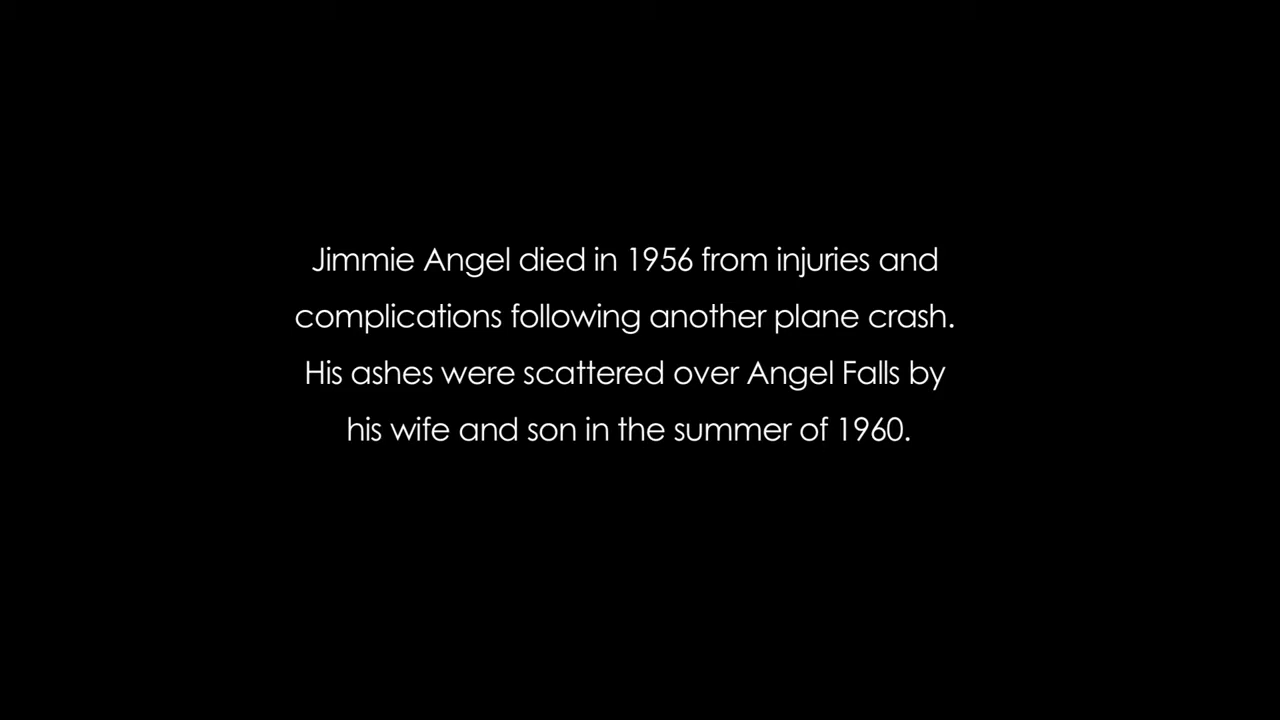 Jimmie Angel died in 1956 from injuries and
complications following another plane crash.
His ashes were scattered over Angel Falls by
his wife and son in the summer of 1960.